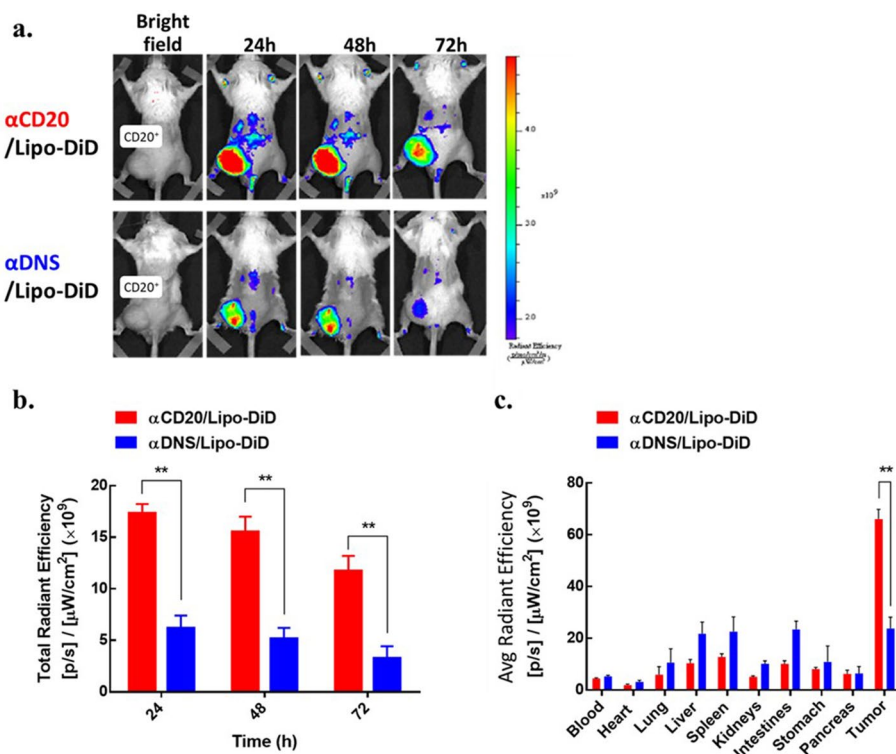 a.
Bright
field
24h
48h
72h
αCD20
/Lipo-DiD
CD20⁺
αDNS
/Lipo-DiD
CD20⁺
4.0
×10⁹
3.0
2.0
Radiant Efficiency
b.
αCD20/Lipo-DiD
αDNS/Lipo-DiD
Total Radiant Efficiency
[p/s] / [µW/cm²] (×10⁹)
20
15
10
5
0
**
**
**
24
48
72
Time (h)
c.
αCD20/Lipo-DiD
αDNS/Lipo-DiD
Avg Radiant Efficiency
[p/s] / [µW/cm²] (×10⁹)
80
60
40
20
0
**
Blood
Heart
Lung
Liver
Spleen
Kidneys
Intestines
Stomach
Pancreas
Tumor